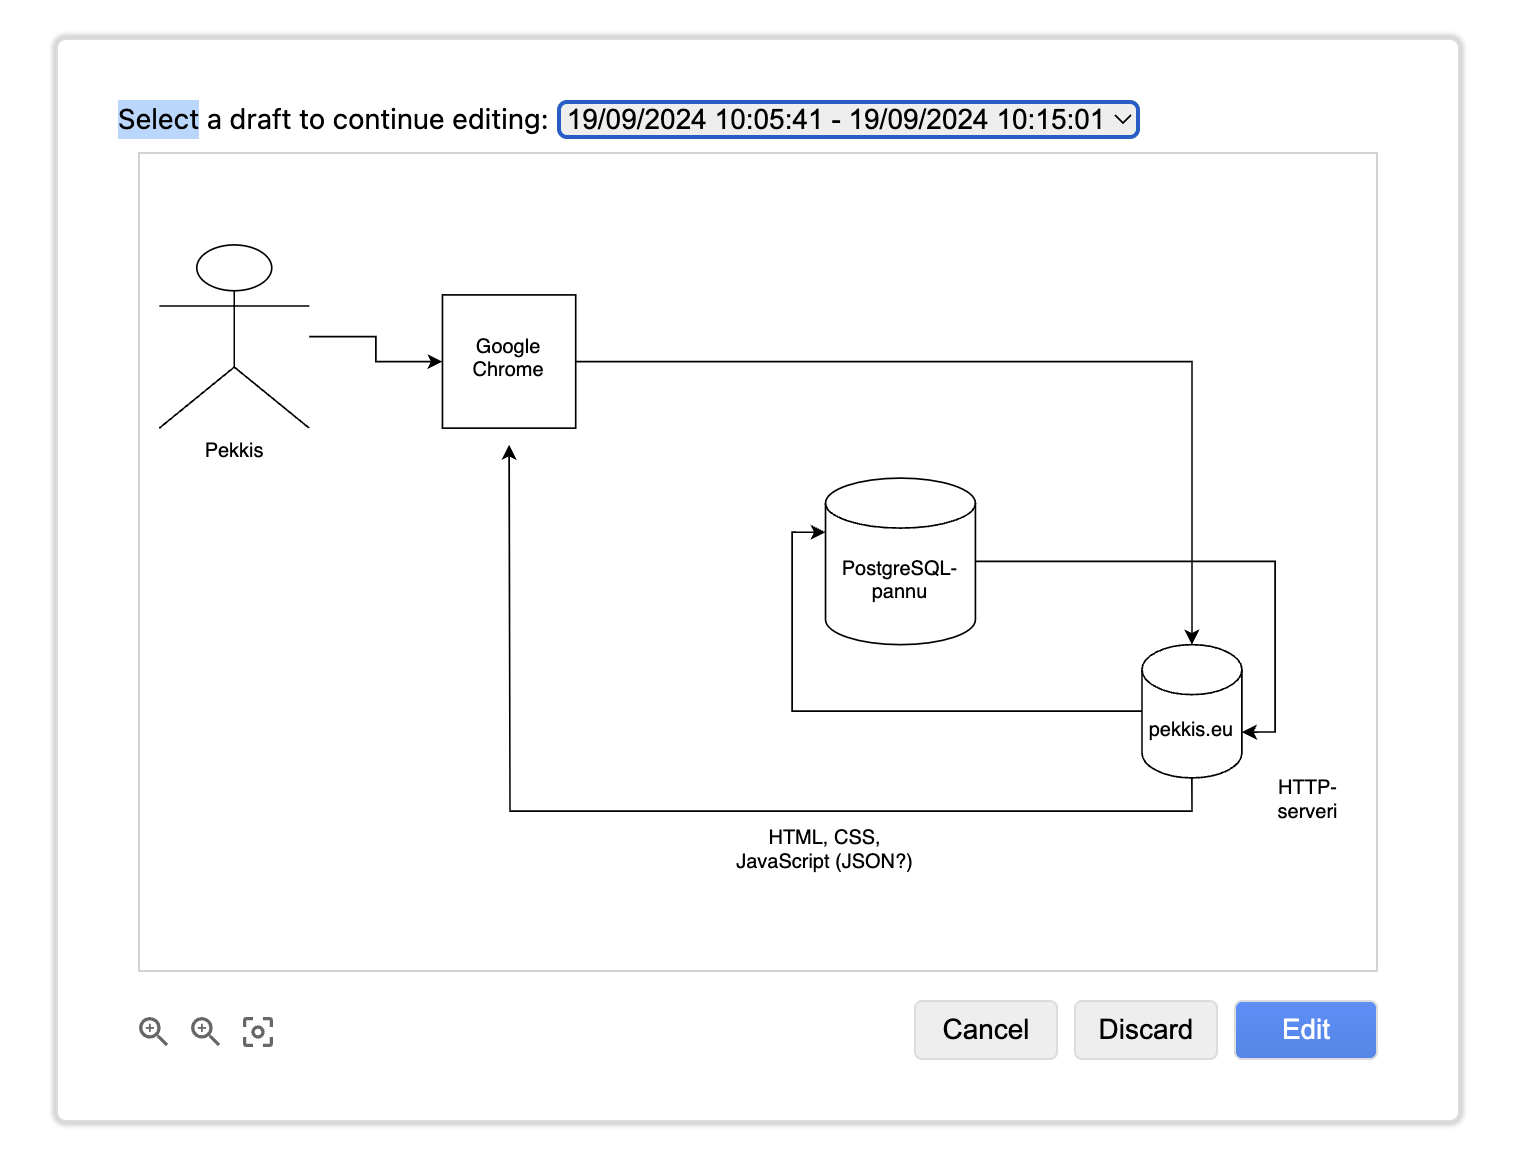 Select a draft to continue editing: 19/09/2024 10:05:41 - 19/09/2024 10:15:01
Google
Chrome
Pekkis
PostgreSQL-
pannu
pekkis.eu
HTTP-
serveri
HTML, CSS,
JavaScript (JSON?)
Cancel Discard Edit